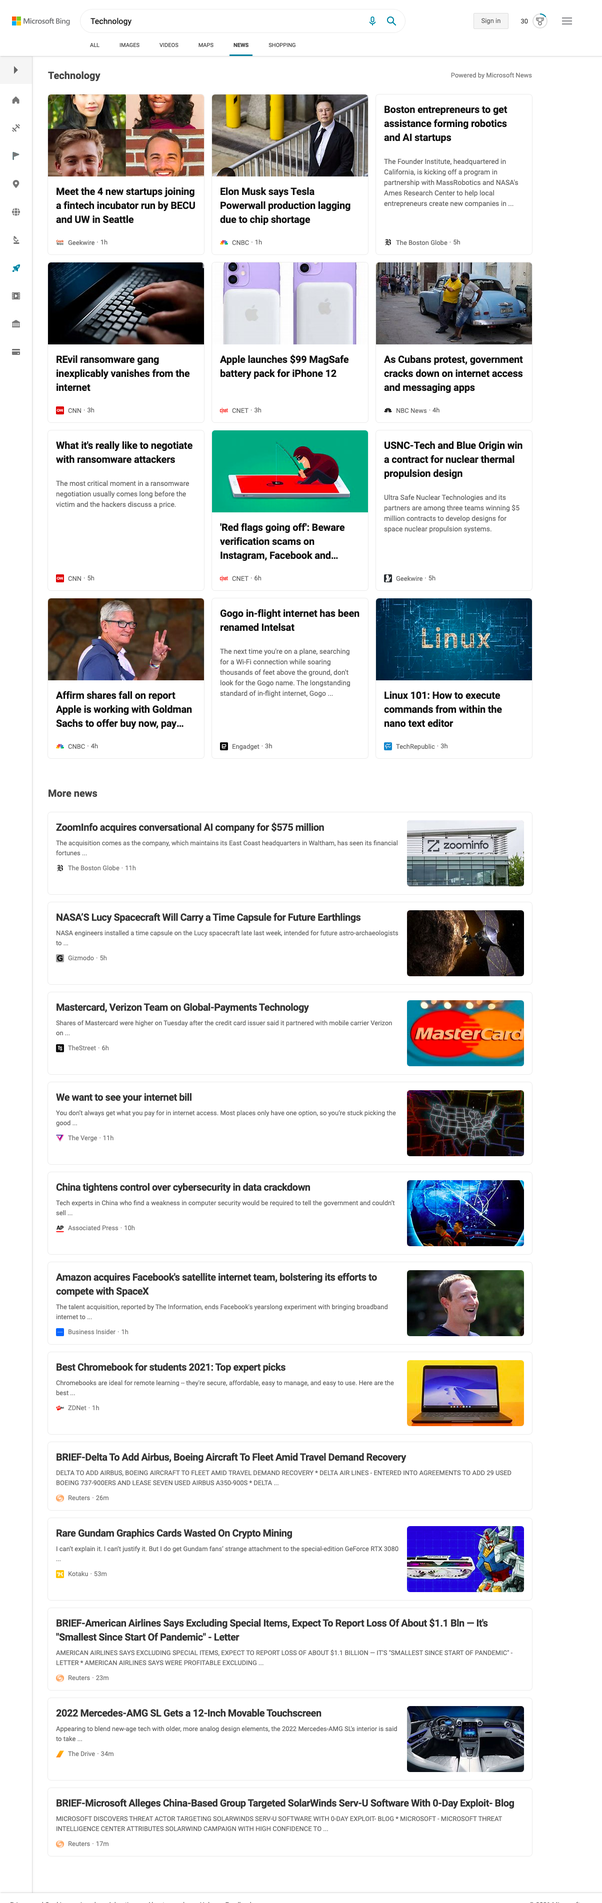 Microsoft Bing
Technology
Sign in
30
ALL
IMAGES
VIDEOS
MAPS
NEWS
SHOPPING
Technology
Powered by Microsoft News
Meet the 4 new startups joining
a fintech incubator run by BECU
and UW in Seattle
Geekwire · 1h
Elon Musk says Tesla
Powerwall production lagging
due to chip shortage
CNBC · 1h
Boston entrepreneurs to get
assistance forming robotics
and AI startups
The Founder Institute, headquartered in
California, is kicking off a program in
partnership with MassRobotics and NASA's
Ames Research Center to help local
entrepreneurs create new companies in ...
The Boston Globe · 5h
REvil ransomware gang
inexplicably vanishes from the
internet
CNN · 3h
Apple launches $99 MagSafe
battery pack for iPhone 12
CNET · 3h
As Cubans protest, government
cracks down on internet access
and messaging apps
NBC News · 4h
What it's really like to negotiate
with ransomware attackers
The most critical moment in a ransomware
negotiation usually comes long before the
victim and the hackers discuss a price.
CNN · 5h
'Red flags going off': Beware
verification scams on
Instagram, Facebook and...
CNET · 6h
USNC-Tech and Blue Origin win
a contract for nuclear thermal
propulsion design
Ultra Safe Nuclear Technologies and its
partners are among three teams winning $5
million contracts to develop designs for
space nuclear propulsion systems.
Geekwire · 5h
Affirm shares fall on report
Apple is working with Goldman
Sachs to offer buy now, pay...
CNBC · 4h
Gogo in-flight internet has been
renamed Intelsat
The next time you're on a plane, searching
for a Wi-Fi connection while soaring
thousands of feet above the ground, don't
look for the Gogo name. The longstanding
standard of in-flight internet, Gogo ...
Engadget · 3h
Linux
Linux 101: How to execute
commands from within the
nano text editor
TechRepublic · 3h
More news
ZoomInfo acquires conversational AI company for $575 million
The acquisition comes as the company, which maintains its East Coast headquarters in Waltham, has seen its financial
fortunes ...
The Boston Globe · 11h
zoominfo
NASA'S Lucy Spacecraft Will Carry a Time Capsule for Future Earthlings
NASA engineers installed a time capsule on the Lucy spacecraft late last week, intended for future astro-archaeologists
to ...
Gizmodo · 5h
Mastercard, Verizon Team on Global-Payments Technology
Shares of Mastercard were higher on Tuesday after the credit card issuer said it partnered with mobile carrier Verizon
on ...
TheStreet · 6h
MasterCard
We want to see your internet bill
You don't always get what you pay for in internet access. Most places only have one option, so you're stuck picking the
good ...
The Verge · 11h
China tightens control over cybersecurity in data crackdown
Tech experts in China who find a weakness in computer security would be required to tell the government and couldn't
sell ...
AP
Associated Press · 10h
Amazon acquires Facebook's satellite internet team, bolstering its efforts to
compete with SpaceX
The talent acquisition, reported by The Information, ends Facebook's yearslong experiment with bringing broadband
internet to ...
Business Insider · 1h
Best Chromebook for students 2021: Top expert picks
Chromebooks are ideal for remote learning -- they're secure, affordable, easy to manage, and easy to use. Here are the
best ...
ZDNet · 1h
BRIEF-Delta To Add Airbus, Boeing Aircraft To Fleet Amid Travel Demand Recovery
DELTA TO ADD AIRBUS, BOEING AIRCRAFT TO FLEET AMID TRAVEL DEMAND RECOVERY * DELTA AIR LINES - ENTERED INTO AGREEMENTS TO ADD 29 USED
BOEING 737-900ERS AND LEASE SEVEN USED AIRBUS A350-900S * DELTA ...
Reuters · 26m
Rare Gundam Graphics Cards Wasted On Crypto Mining
I can't explain it. I can't justify it. But I do get Gundam fans' strange attachment to the special-edition GeForce RTX 3080
...
Kotaku · 53m
BRIEF-American Airlines Says Excluding Special Items, Expect To Report Loss Of About $1.1 Bln — It's
"Smallest Since Start Of Pandemic" - Letter
AMERICAN AIRLINES SAYS EXCLUDING SPECIAL ITEMS, EXPECT TO REPORT LOSS OF ABOUT $1.1 BILLION — IT'S "SMALLEST SINCE START OF PANDEMIC" -
LETTER * AMERICAN AIRLINES SAYS WERE PROFITABLE EXCLUDING ...
Reuters · 23m
2022 Mercedes-AMG SL Gets a 12-Inch Movable Touchscreen
Appearing to blend new-age tech with older, more analog design elements, the 2022 Mercedes-AMG SL's interior is said
to take ...
The Drive · 34m
BRIEF-Microsoft Alleges China-Based Group Targeted SolarWinds Serv-U Software With 0-Day Exploit- Blog
MICROSOFT DISCOVERS THREAT ACTOR TARGETING SOLARWINDS SERV-U SOFTWARE WITH 0-DAY EXPLOIT- BLOG * MICROSOFT - MICROSOFT THREAT
INTELLIGENCE CENTER ATTRIBUTES SOLARWIND CAMPAIGN WITH HIGH CONFIDENCE TO ...
Reuters · 17m